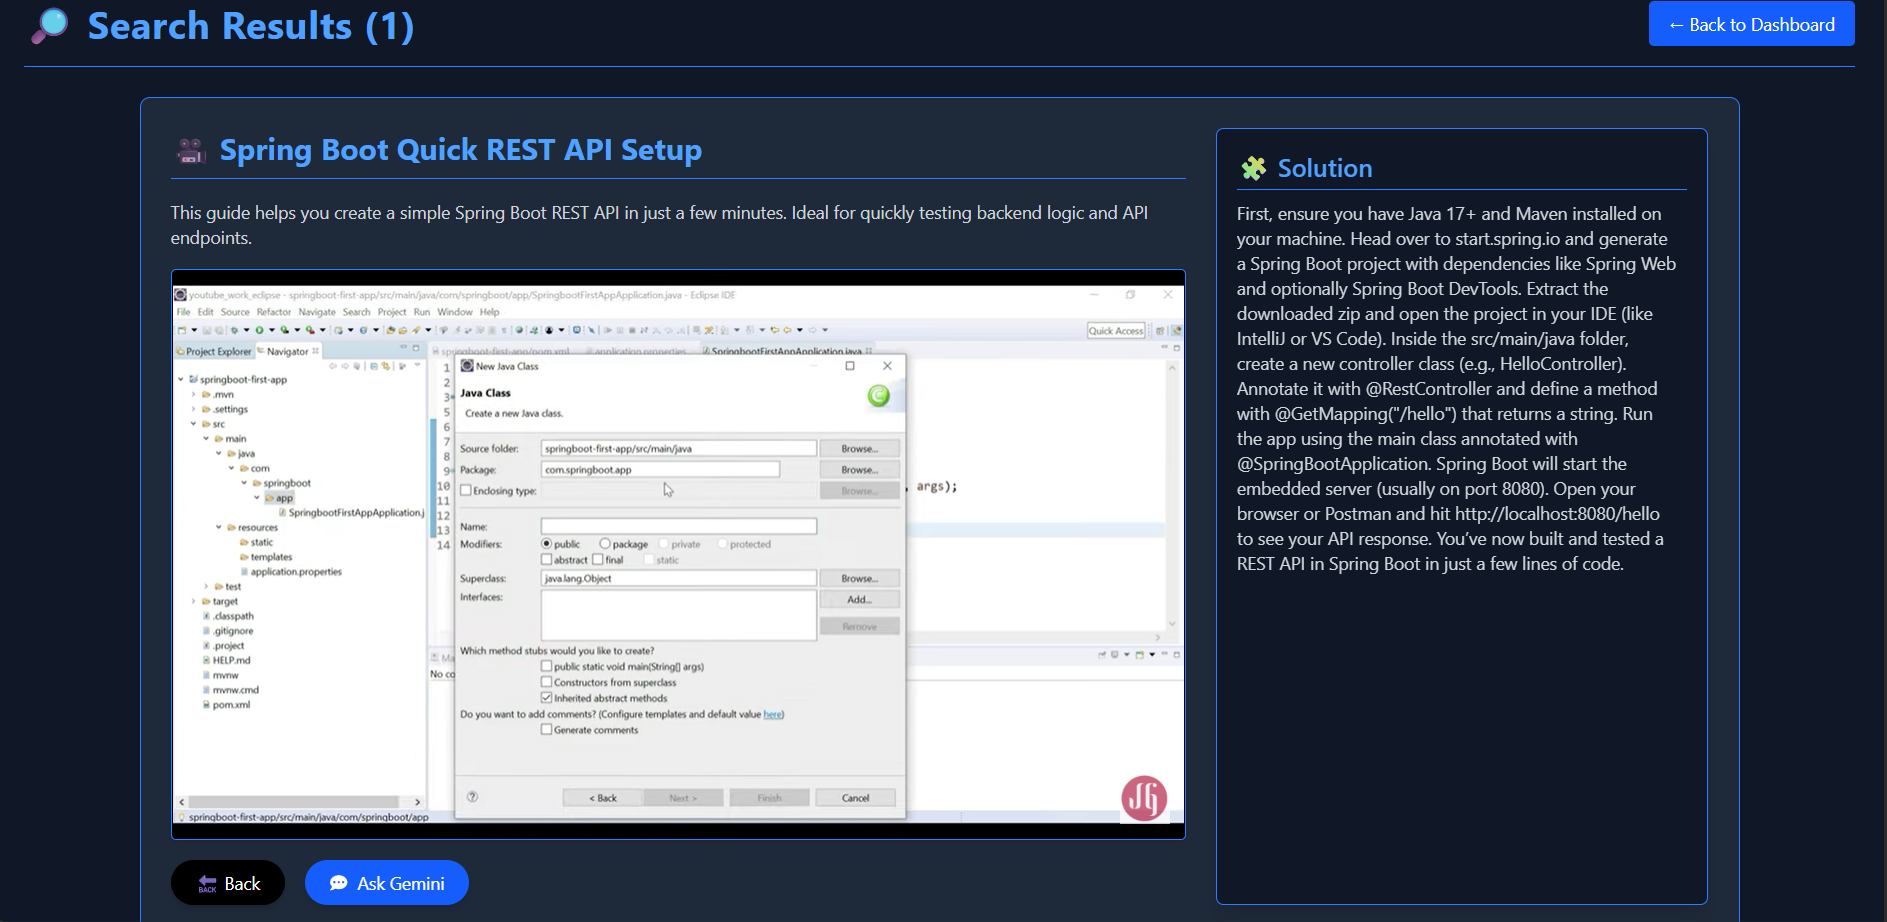 Search Results (1)
← Back to Dashboard
Spring Boot Quick REST API Setup
This guide helps you create a simple Spring Boot REST API in just a few minutes. Ideal for quickly testing backend logic and API
endpoints.
youtube_work_eclipse - springboot-first-app/src/main/java/com/springboot/app/SpringbootFirstAppApplication.java - Eclipse IDE
File Edit Source Refactor Navigate Search Project Run Window Help
Quick Access
Project Explorer Navigator
springboot-first-app/pom.xml application.properties SpringbootFirstAppApplication.java
springboot-first-app
.mvn
.settings
src
main
java
com
springboot
app
SpringbootFirstAppApplication.j
resources
static
templates
application.properties
test
target
.classpath
.gitignore
.project
HELP.md
mvnw
mvnw.cmd
pom.xml
springboot-first-app/src/main/java/com/springboot/app
1
2
3
5
6
7
8
9
10
11
12
13
14
, args);
No co
New Java Class
Java Class
Create a new Java class.
Source folder: springboot-first-app/src/main/java Browse...
Package: com.springboot.app Browse...
Enclosing type: Browse...
Name:
Modifiers: public package private protected
abstract final static
Superclass: java.lang.Object Browse...
Interfaces: Add...
Remove
Which method stubs would you like to create?
public static void main(String[] args)
Constructors from superclass
Inherited abstract methods
Do you want to add comments? (Configure templates and default value here)
Generate comments
? < Back Next > Finish Cancel
BACK Back
Ask Gemini
Solution
First, ensure you have Java 17+ and Maven installed on
your machine. Head over to start.spring.io and generate
a Spring Boot project with dependencies like Spring Web
and optionally Spring Boot DevTools. Extract the
downloaded zip and open the project in your IDE (like
IntelliJ or VS Code). Inside the src/main/java folder,
create a new controller class (e.g., HelloController).
Annotate it with @RestController and define a method
with @GetMapping("/hello") that returns a string. Run
the app using the main class annotated with
@SpringBootApplication. Spring Boot will start the
embedded server (usually on port 8080). Open your
browser or Postman and hit http://localhost:8080/hello
to see your API response. You’ve now built and tested a
REST API in Spring Boot in just a few lines of code.